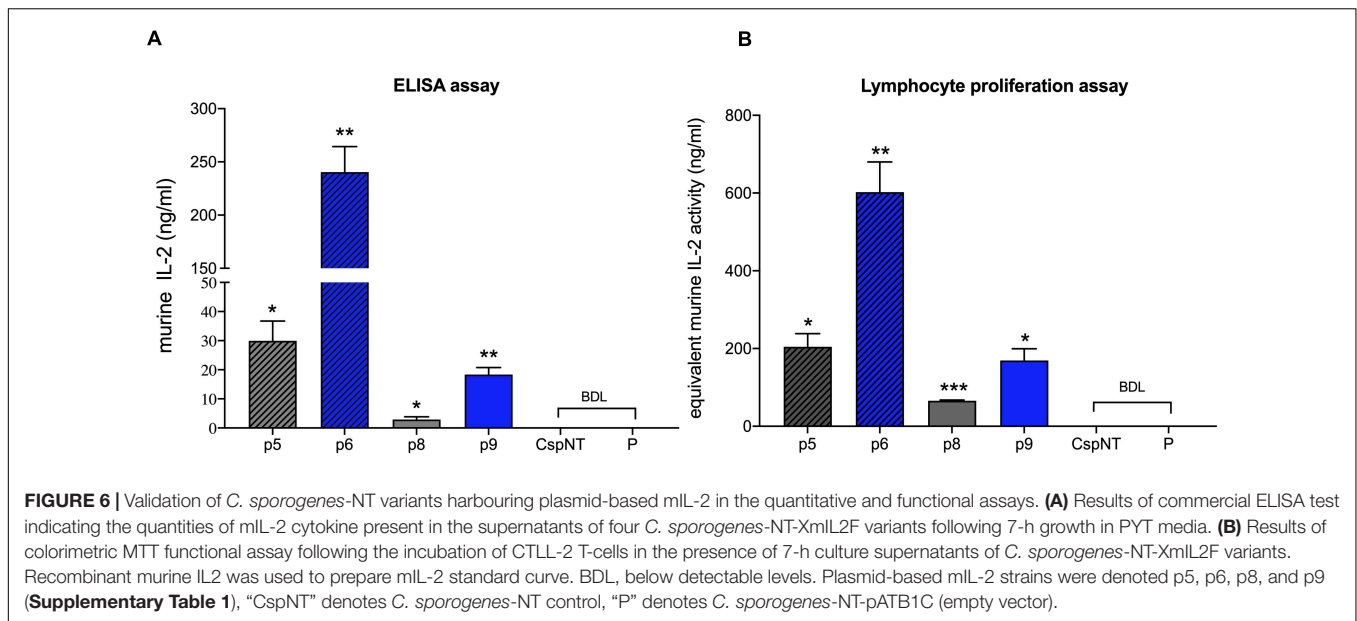 A
B
ELISA assay
Lymphocyte proliferation assay
murine IL-2 (ng/ml)
300
250
200
150
50
40
30
20
10
0
*
**
*
**
BDL
p5 p6 p8 p9 CspNT P
equivalent murine IL-2 activity (ng/ml)
800
600
400
200
0
*
**
***
*
BDL
p5 p6 p8 p9 CspNT P
FIGURE 6 | Validation of C. sporogenes-NT variants harbouring plasmid-based mIL-2 in the quantitative and functional assays. (A) Results of commercial ELISA test
indicating the quantities of mIL-2 cytokine present in the supernatants of four C. sporogenes-NT-XmIL2F variants following 7-h growth in PYT media. (B) Results of
colorimetric MTT functional assay following the incubation of CTLL-2 T-cells in the presence of 7-h culture supernatants of C. sporogenes-NT-XmIL2F variants.
Recombinant murine IL2 was used to prepare mIL-2 standard curve. BDL, below detectable levels. Plasmid-based mIL-2 strains were denoted p5, p6, p8, and p9
(Supplementary Table 1), “CspNT” denotes C. sporogenes-NT control, “P” denotes C. sporogenes-NT-pATB1C (empty vector).